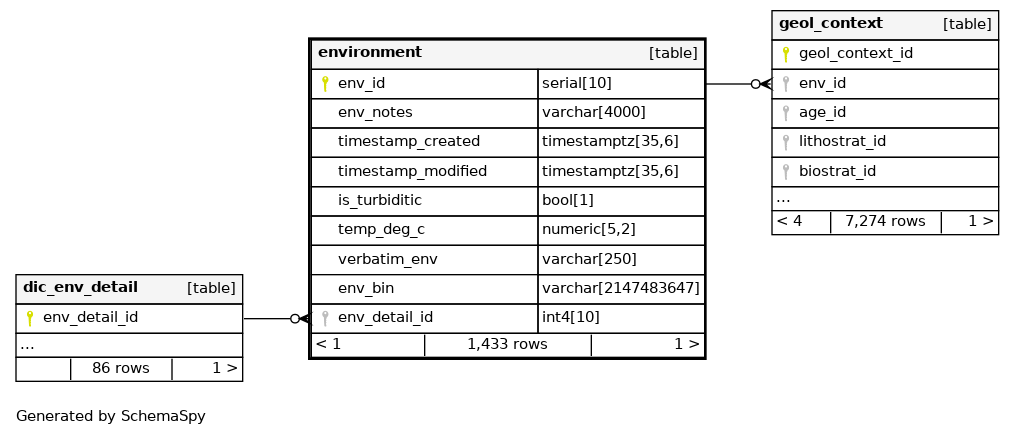 geol_context [table]
geol_context_id
env_id
age_id
lithostrat_id
biostrat_id
...
< 4 7,274 rows 1 >
environment [table]
env_id serial[10]
env_notes varchar[4000]
timestamp_created timestamptz[35,6]
timestamp_modified timestamptz[35,6]
is_turbiditic bool[1]
temp_deg_c numeric[5,2]
verbatim_env varchar[250]
env_bin varchar[2147483647]
env_detail_id int4[10]
< 1 1,433 rows 1 >
dic_env_detail [table]
env_detail_id
...
86 rows 1 >
Generated by SchemaSpy